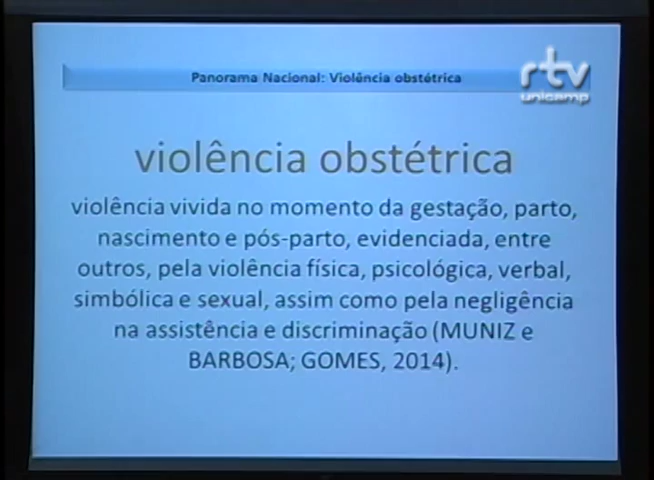 Panorama Nacional: Violência obstétrica
rtv
unicamp
violência obstétrica
violência vivida no momento da gestação, parto,
nascimento e pós-parto, evidenciada, entre
outros, pela violência física, psicológica, verbal,
simbólica e sexual, assim como pela negligência
na assistência e discriminação (MUNIZ e
BARBOSA; GOMES, 2014).